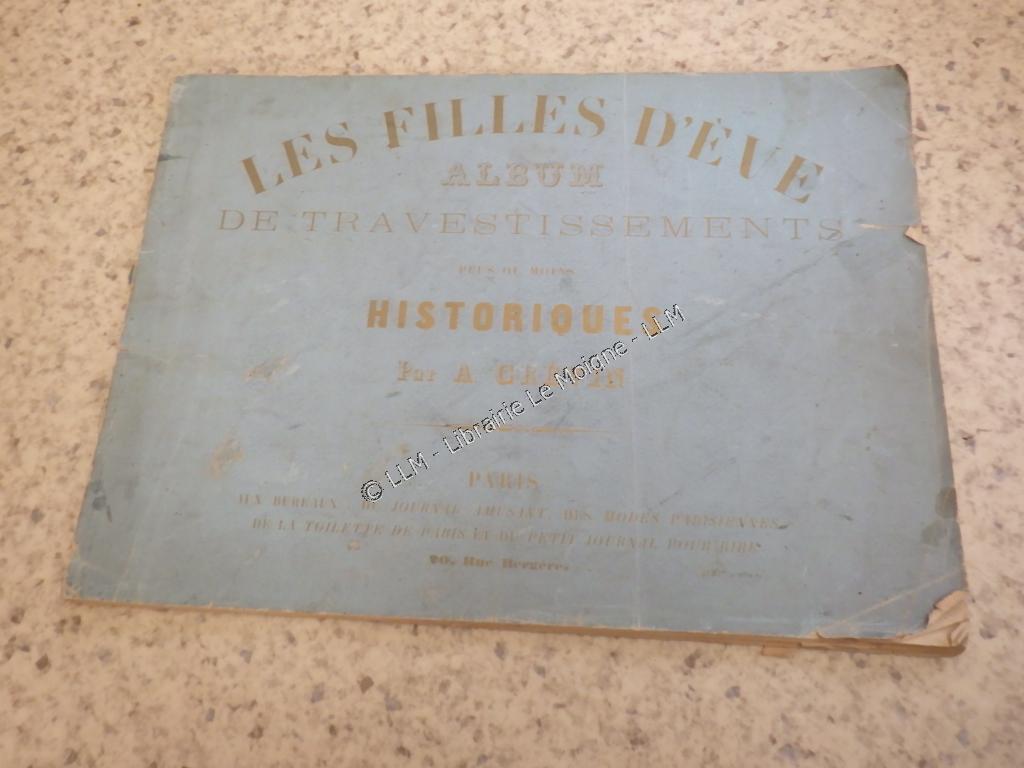 LES FILLES D'ÈVE
ALBUM
DE TRAVESTISSEMENTS
PLUS OU MOINS
HISTORIQUES
Par A
PARIS
AUX BUREAUX DU JOURNAL AMUSANT, DES MODES PARISIENNES,
DE LA TOILETTE DE PARIS ET DU PETIT JOURNAL POUR RIRE
20, Rue Bergère.
© LLM - Librairie Le Moigne - LLM